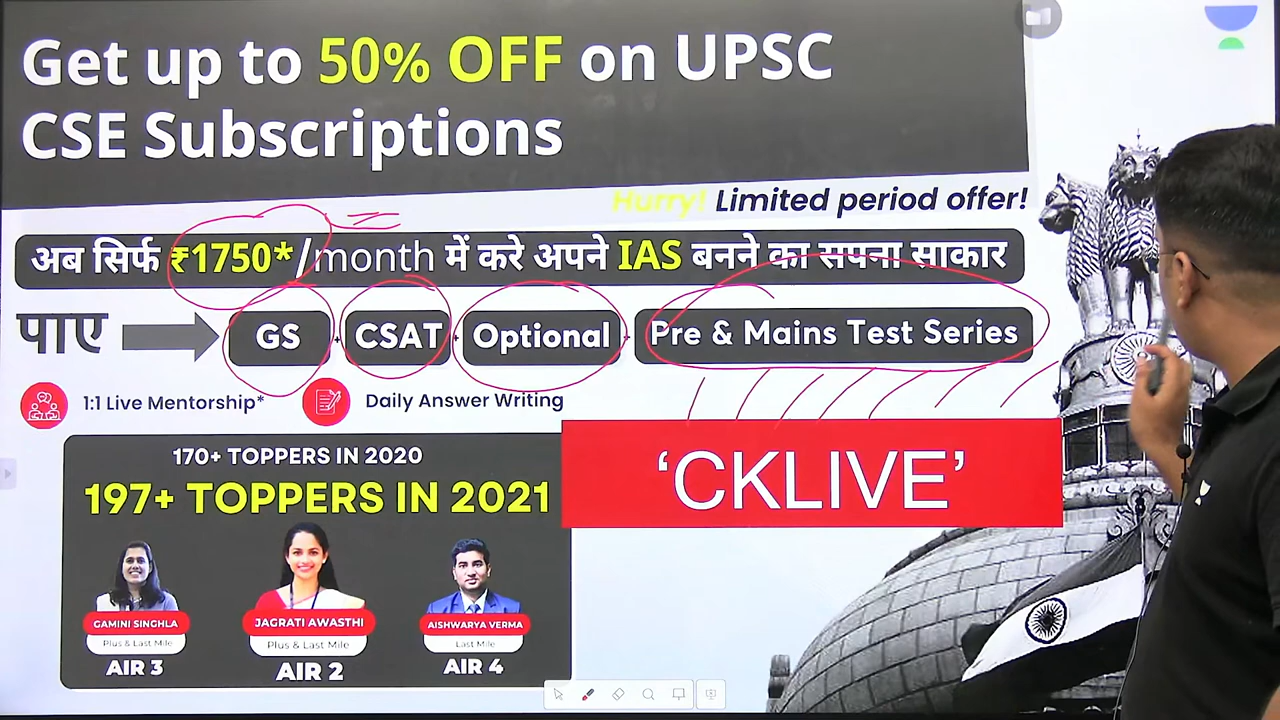 Get up to 50% OFF on UPSC
CSE Subscriptions
Hurry! Limited period offer!
अब सिर्फ ₹1750*/month में करे अपने IAS बनने का सपना साकार
पाए GS + CSAT + Optional + Pre & Mains Test Series
1:1 Live Mentorship* Daily Answer Writing
170+ TOPPERS IN 2020
197+ TOPPERS IN 2021
'CKLIVE'
GAMINI SINGHLA JAGRATI AWASTHI AISHWARYA VERMA
Plus & Last Mile Plus & Last Mile Last Mile
AIR 3 AIR 2 AIR 4